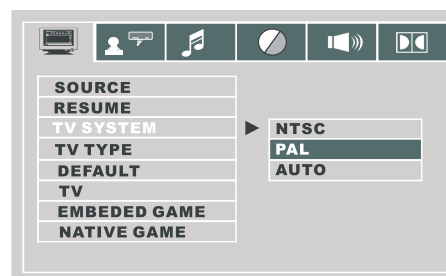 SOURCE
RESUME
TV SYSTEM
TV TYPE
DEFAULT
TV
EMBEDED GAME
NATIVE GAME
NTSC
PAL
AUTO